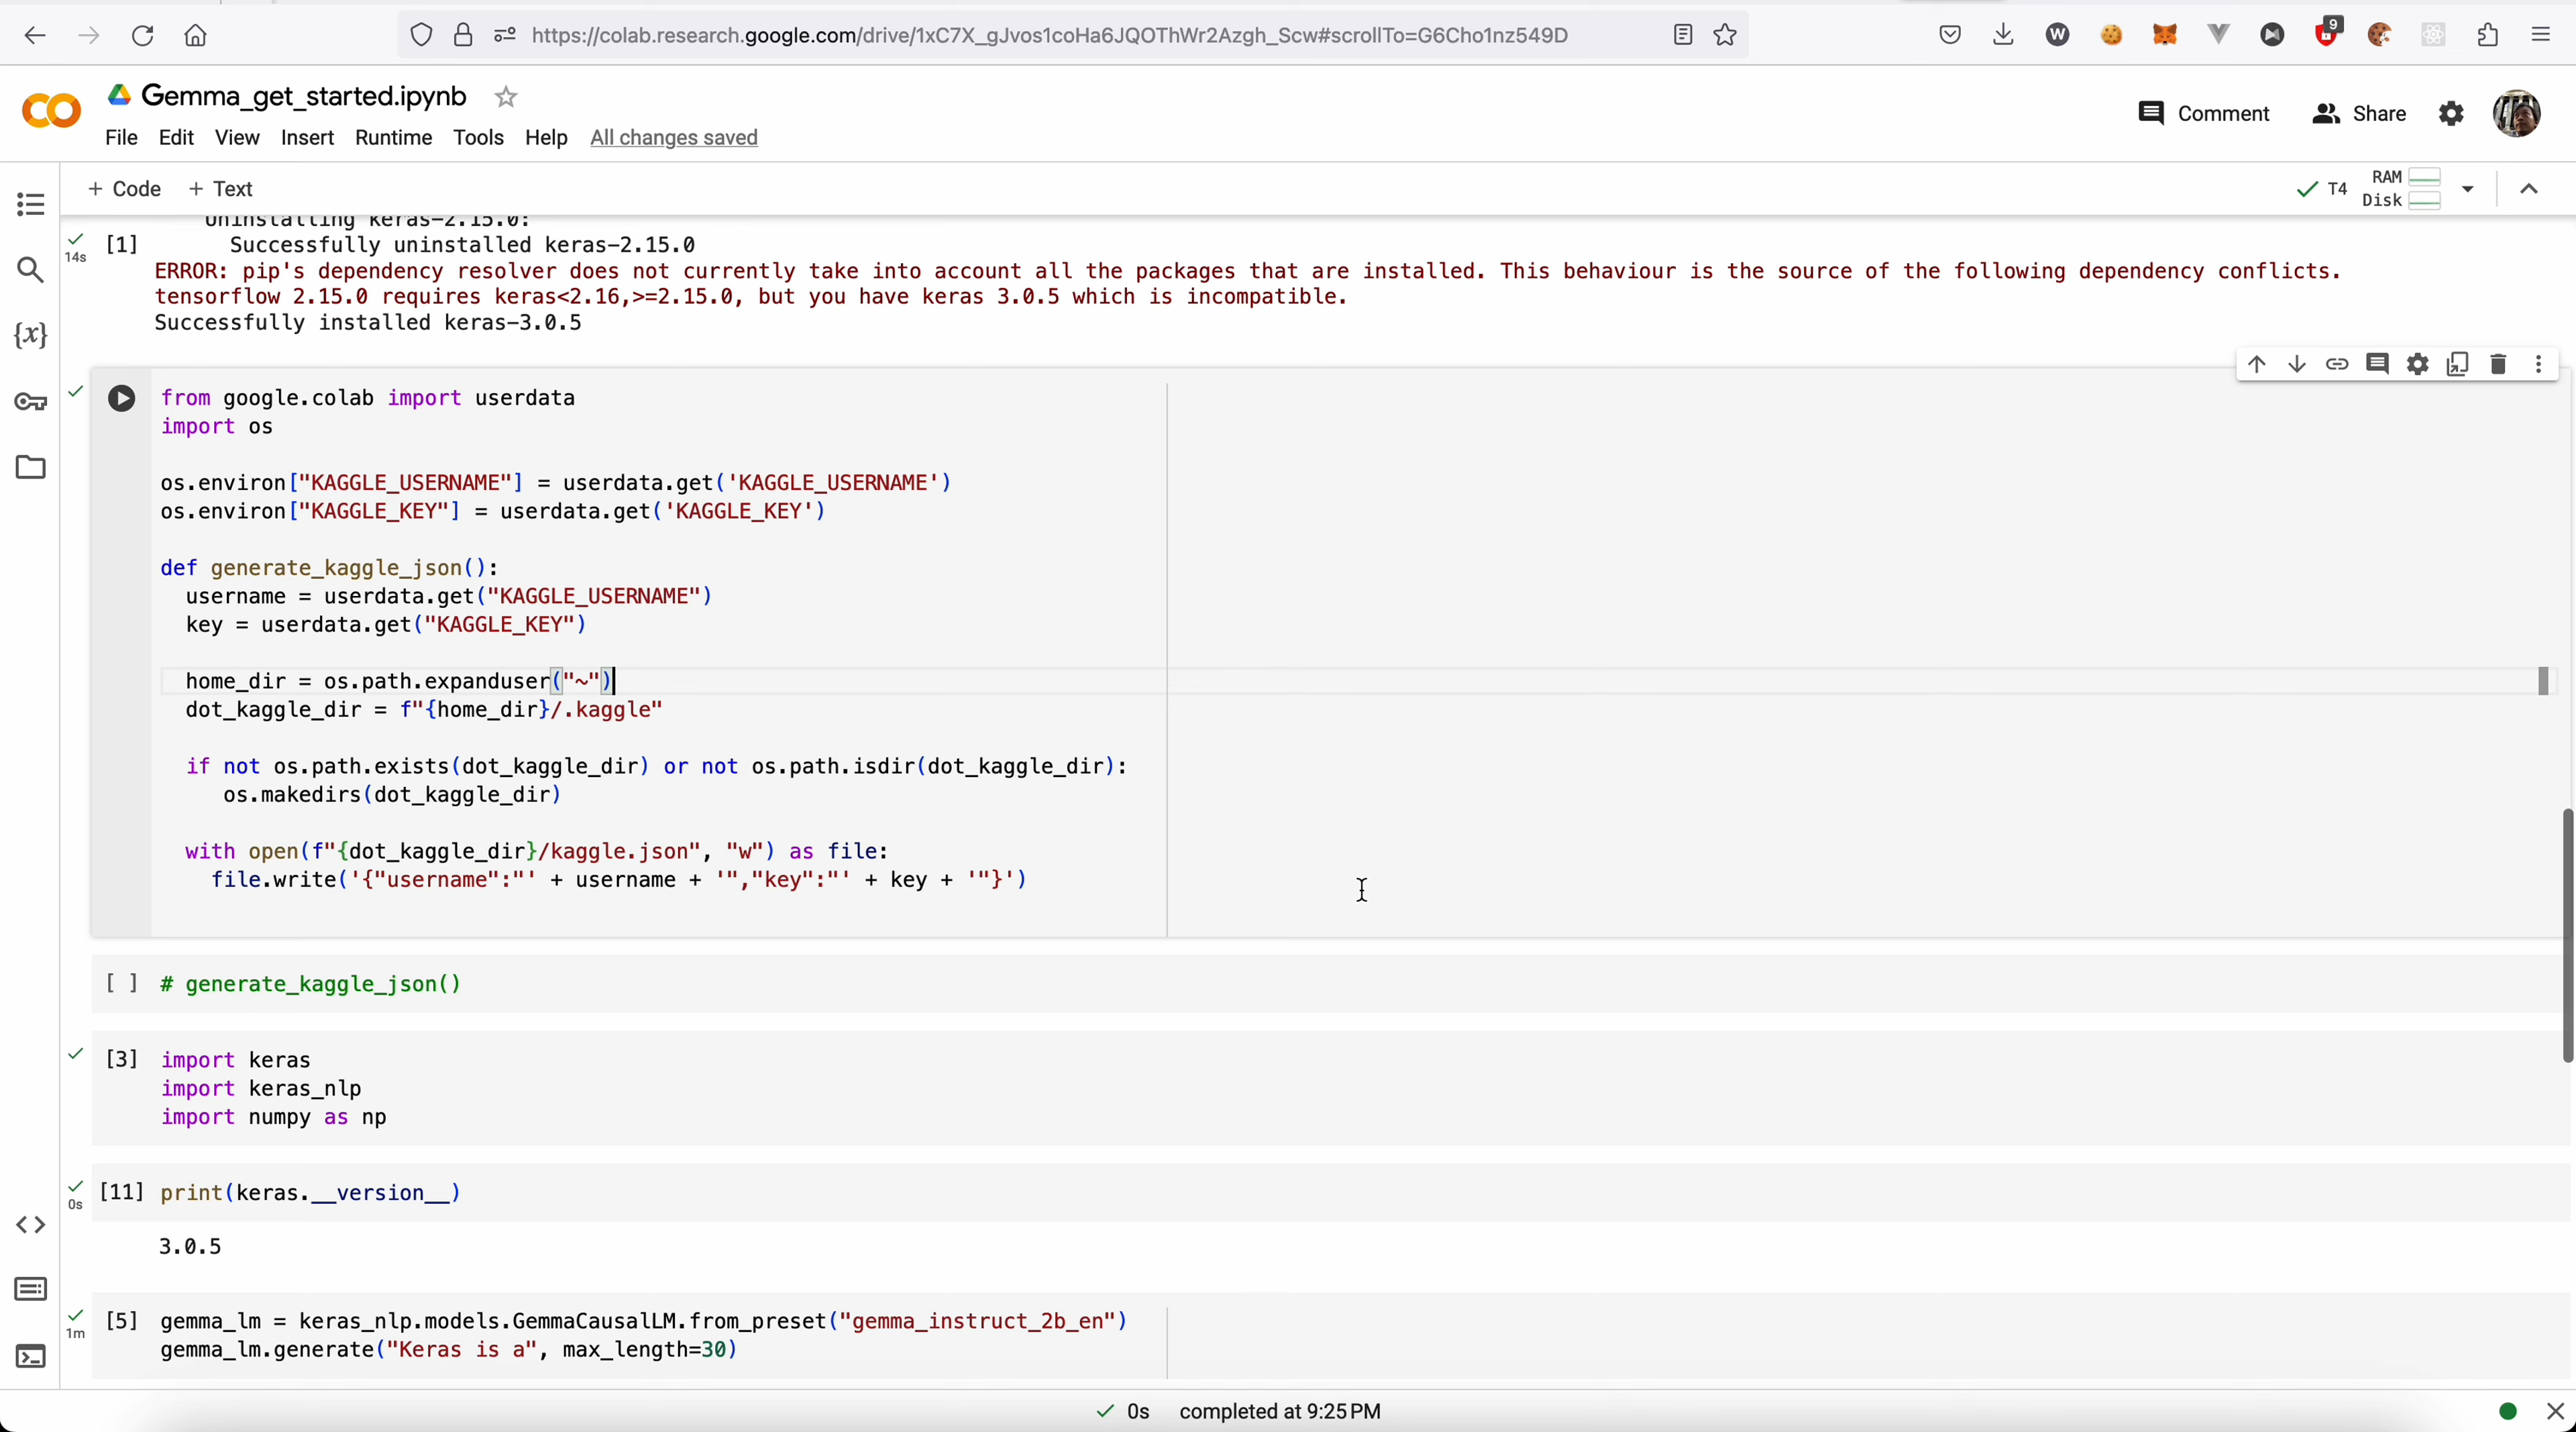 https://colab.research.google.com/drive/1xC7X_gJvos1coHa6JQOThWr2Azgh_Scw#scrollTo=G6Cho1nz549D
W
9
CO
Gemma_get_started.ipynb
Comment
Share
File Edit View Insert Runtime Tools Help All changes saved
+ Code + Text
T4
RAM
Disk
Uninstalling keras-2.15.0:
14s
[1] Successfully uninstalled keras-2.15.0
ERROR: pip's dependency resolver does not currently take into account all the packages that are installed. This behaviour is the source of the following dependency conflicts.
tensorflow 2.15.0 requires keras<2.16,>=2.15.0, but you have keras 3.0.5 which is incompatible.
Successfully installed keras-3.0.5
{x}
from google.colab import userdata
import os
os.environ["KAGGLE_USERNAME"] = userdata.get('KAGGLE_USERNAME')
os.environ["KAGGLE_KEY"] = userdata.get('KAGGLE_KEY')
def generate_kaggle_json():
username = userdata.get("KAGGLE_USERNAME")
key = userdata.get("KAGGLE_KEY")
home_dir = os.path.expanduser("~")
dot_kaggle_dir = f"{home_dir}/.kaggle"
if not os.path.exists(dot_kaggle_dir) or not os.path.isdir(dot_kaggle_dir):
os.makedirs(dot_kaggle_dir)
with open(f"{dot_kaggle_dir}/kaggle.json", "w") as file:
file.write('{"username":"' + username + '","key":"' + key + '"}')
[ ] # generate_kaggle_json()
[3] import keras
import keras_nlp
import numpy as np
[11] print(keras.__version__)
0s
3.0.5
[5] gemma_lm = keras_nlp.models.GemmaCausalLM.from_preset("gemma_instruct_2b_en")
1m
gemma_lm.generate("Keras is a", max_length=30)
0s completed at 9:25 PM